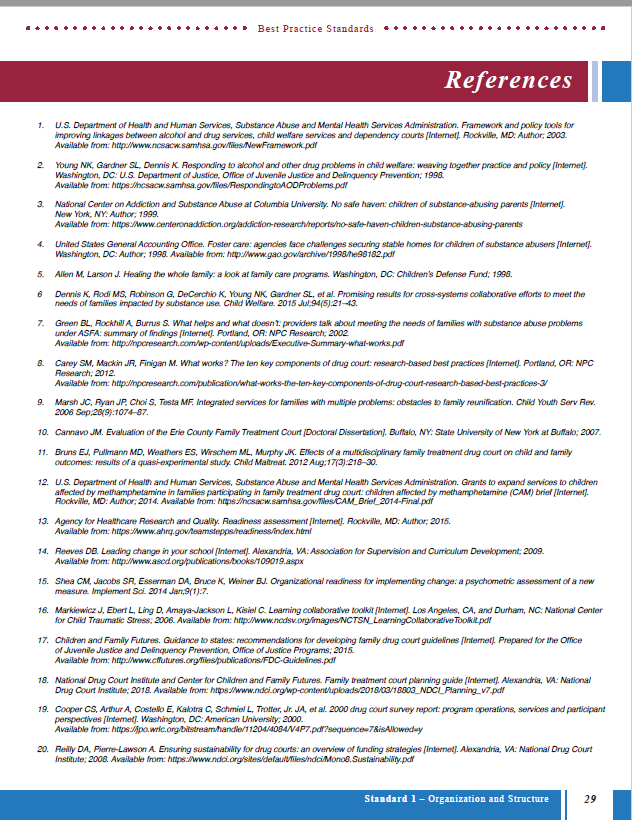 Best Practice Standards
References
1. U.S. Department of Health and Human Services, Substance Abuse and Mental Health Services Administration. Framework and policy tools for
improving linkages between alcohol and drug services, child welfare services and dependency courts [Internet]. Rockville, MD: Author; 2003.
Available from: http://www.ncsacw.samhsa.gov/files/NewFramework.pdf
2. Young NK, Gardner SL, Dennis K. Responding to alcohol and other drug problems in child welfare: weaving together practice and policy [Internet].
Washington, DC: U.S. Department of Justice, Office of Juvenile Justice and Delinquency Prevention; 1998.
Available from: https://ncsacw.samhsa.gov/files/RespondingtoAODProblems.pdf
3. National Center on Addiction and Substance Abuse at Columbia University. No safe haven: children of substance-abusing parents [Internet].
New York, NY: Author; 1999.
Available from: https://www.centeronaddiction.org/addiction-research/reports/no-safe-haven-children-substance-abusing-parents
4. United States General Accounting Office. Foster care: agencies face challenges securing stable homes for children of substance abusers [Internet].
Washington, DC: Author; 1998. Available from: http://www.gao.gov/archive/1998/he98182.pdf
5. Allen M, Larson J. Healing the whole family: a look at family care programs. Washington, DC: Children's Defense Fund; 1998.
6 Dennis K, Rodi MS, Robinson G, DeCerchio K, Young NK, Gardner SL, et al. Promising results for cross-systems collaborative efforts to meet the
needs of families impacted by substance use. Child Welfare. 2015 Jul;94(5):21–43.
7. Green BL, Rockhill A, Burrus S. What helps and what doesn't: providers talk about meeting the needs of families with substance abuse problems
under ASFA: summary of findings [Internet]. Portland, OR: NPC Research; 2002.
Available from: http://npcresearch.com/wp-content/uploads/Executive-Summary-what-works.pdf
8. Carey SM, Mackin JR, Finigan M. What works? The ten key components of drug court: research-based best practices [Internet]. Portland, OR: NPC
Research; 2012.
Available from: http://npcresearch.com/publication/what-works-the-ten-key-components-of-drug-court-research-based-best-practices-3/
9. Marsh JC, Ryan JP, Choi S, Testa MF. Integrated services for families with multiple problems: obstacles to family reunification. Child Youth Serv Rev.
2006 Sep;28(9):1074–87.
10. Cannavo JM. Evaluation of the Erie County Family Treatment Court [Doctoral Dissertation]. Buffalo, NY: State University of New York at Buffalo; 2007.
11. Bruns EJ, Pullmann MD, Weathers ES, Wirschem ML, Murphy JK. Effects of a multidisciplinary family treatment drug court on child and family
outcomes: results of a quasi-experimental study. Child Maltreat. 2012 Aug;17(3):218–30.
12. U.S. Department of Health and Human Services, Substance Abuse and Mental Health Services Administration. Grants to expand services to children
affected by methamphetamine in families participating in family treatment drug court: children affected by methamphetamine (CAM) brief [Internet].
Rockville, MD: Author; 2014. Available from: https://ncsacw.samhsa.gov/files/CAM_Brief_2014-Final.pdf
13. Agency for Healthcare Research and Quality. Readiness assessment [Internet]. Rockville, MD: Author; 2015.
Available from: https://www.ahrq.gov/teamstepps/readiness/index.html
14. Reeves DB. Leading change in your school [Internet]. Alexandria, VA: Association for Supervision and Curriculum Development; 2009.
Available from: http://www.ascd.org/publications/books/109019.aspx
15. Shea CM, Jacobs SR, Esserman DA, Bruce K, Weiner BJ. Organizational readiness for implementing change: a psychometric assessment of a new
measure. Implement Sci. 2014 Jan;9(1):7.
16. Markiewicz J, Ebert L, Ling D, Amaya-Jackson L, Kisiel C. Learning collaborative toolkit [Internet]. Los Angeles, CA, and Durham, NC: National Center
for Child Traumatic Stress; 2006. Available from: http://www.ncdsv.org/images/NCTSN_LearningCollaborativeToolkit.pdf
17. Children and Family Futures. Guidance to states: recommendations for developing family drug court guidelines [Internet]. Prepared for the Office
of Juvenile Justice and Delinquency Prevention, Office of Justice Programs; 2015.
Available from: http://www.cffutures.org/files/publications/FDC-Guidelines.pdf
18. National Drug Court Institute and Center for Children and Family Futures. Family treatment court planning guide [Internet]. Alexandria, VA: National
Drug Court Institute; 2018. Available from: https://www.ndci.org/wp-content/uploads/2018/03/18803_NDCI_Planning_v7.pdf
19. Cooper CS, Arthur A, Costello E, Kalotra C, Schmiel L, Trotter, Jr. JA, et al. 2000 drug court survey report: program operations, services and participant
perspectives [Internet]. Washington, DC: American University; 2000.
Available from: https://jpo.wrlc.org/bitstream/handle/11204/4084/V4P7.pdf?sequence=7&isAllowed=y
20. Reilly DA, Pierre-Lawson A. Ensuring sustainability for drug courts: an overview of funding strategies [Internet]. Alexandria, VA: National Drug Court
Institute; 2008. Available from: https://www.ndci.org/sites/default/files/ndci/Mono8.Sustainability.pdf
Standard 1 – Organization and Structure 29